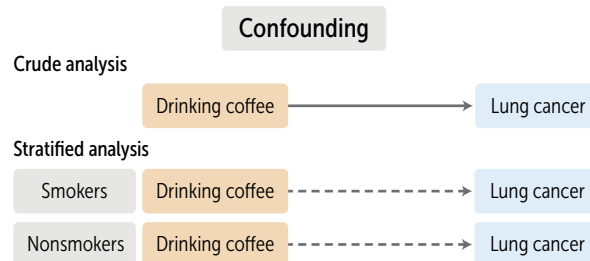 Confounding
Crude analysis
Drinking coffee Lung cancer
Stratified analysis
Smokers Drinking coffee Lung cancer
Nonsmokers Drinking coffee Lung cancer